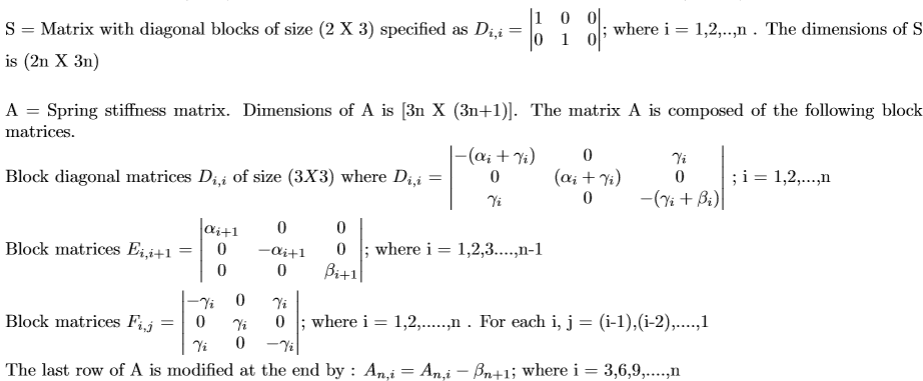 S = Matrix with diagonal blocks of size (2 X 3) specified as D_{i,i} = |1 0 0; 0 1 0|; where i = 1,2,..,n . The dimensions of S
is (2n X 3n)
A = Spring stiffness matrix. Dimensions of A is [3n X (3n+1)]. The matrix A is composed of the following block
matrices.
Block diagonal matrices D_{i,i} of size (3X3) where D_{i,i} = |−(α_i + γ_i) 0 γ_i; 0 (α_i + γ_i) 0; γ_i 0 −(γ_i + β_i)| ; i = 1,2,...,n
Block matrices E_{i,i+1} = |α_{i+1} 0 0; 0 −α_{i+1} 0; 0 0 β_{i+1}|; where i = 1,2,3....,n-1
Block matrices F_{i,j} = |−γ_i 0 γ_i; 0 γ_i 0; γ_i 0 −γ_i|; where i = 1,2,.....,n . For each i, j = (i-1),(i-2),....,1
The last row of A is modified at the end by : A_{n,i} = A_{n,i} − β_{n+1}; where i = 3,6,9,....,n